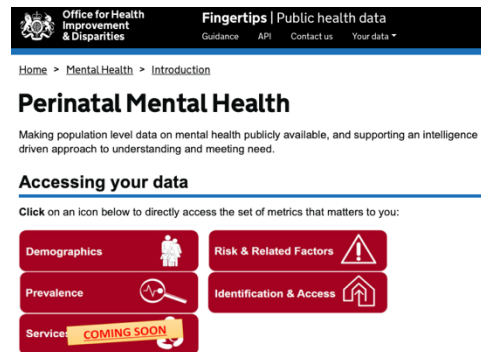 Office for Health
Improvement
& Disparities
Fingertips | Public health data
Guidance API Contact us Your data
Home > Mental Health > Introduction
Perinatal Mental Health
Making population level data on mental health publicly available, and supporting an intelligence
driven approach to understanding and meeting need.
Accessing your data
Click on an icon below to directly access the set of metrics that matters to you:
Demographics
Risk & Related Factors
Prevalence
Identification & Access
Service
COMING SOON